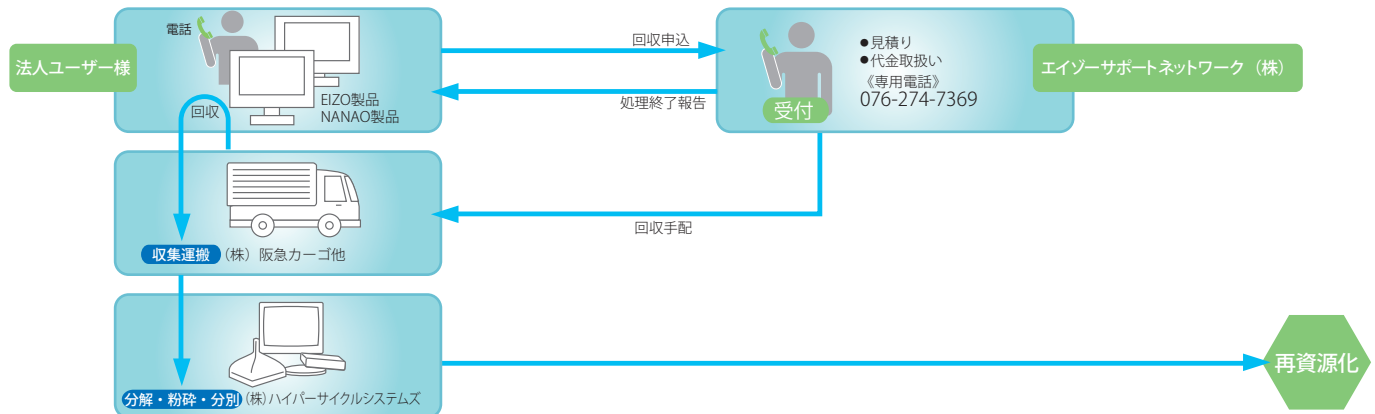 電話
法人ユーザー様
EIZO製品
NANAO製品
回収
回収申込
処理終了報告
●見積り
●代金取扱い
《専用電話》
076-274-7369
受付
エイゾーサポートネットワーク（株）
回収手配
収集運搬 (株）阪急カーゴ他
分解・粉砕・分別 (株)ハイパーサイクルシステムズ
再資源化